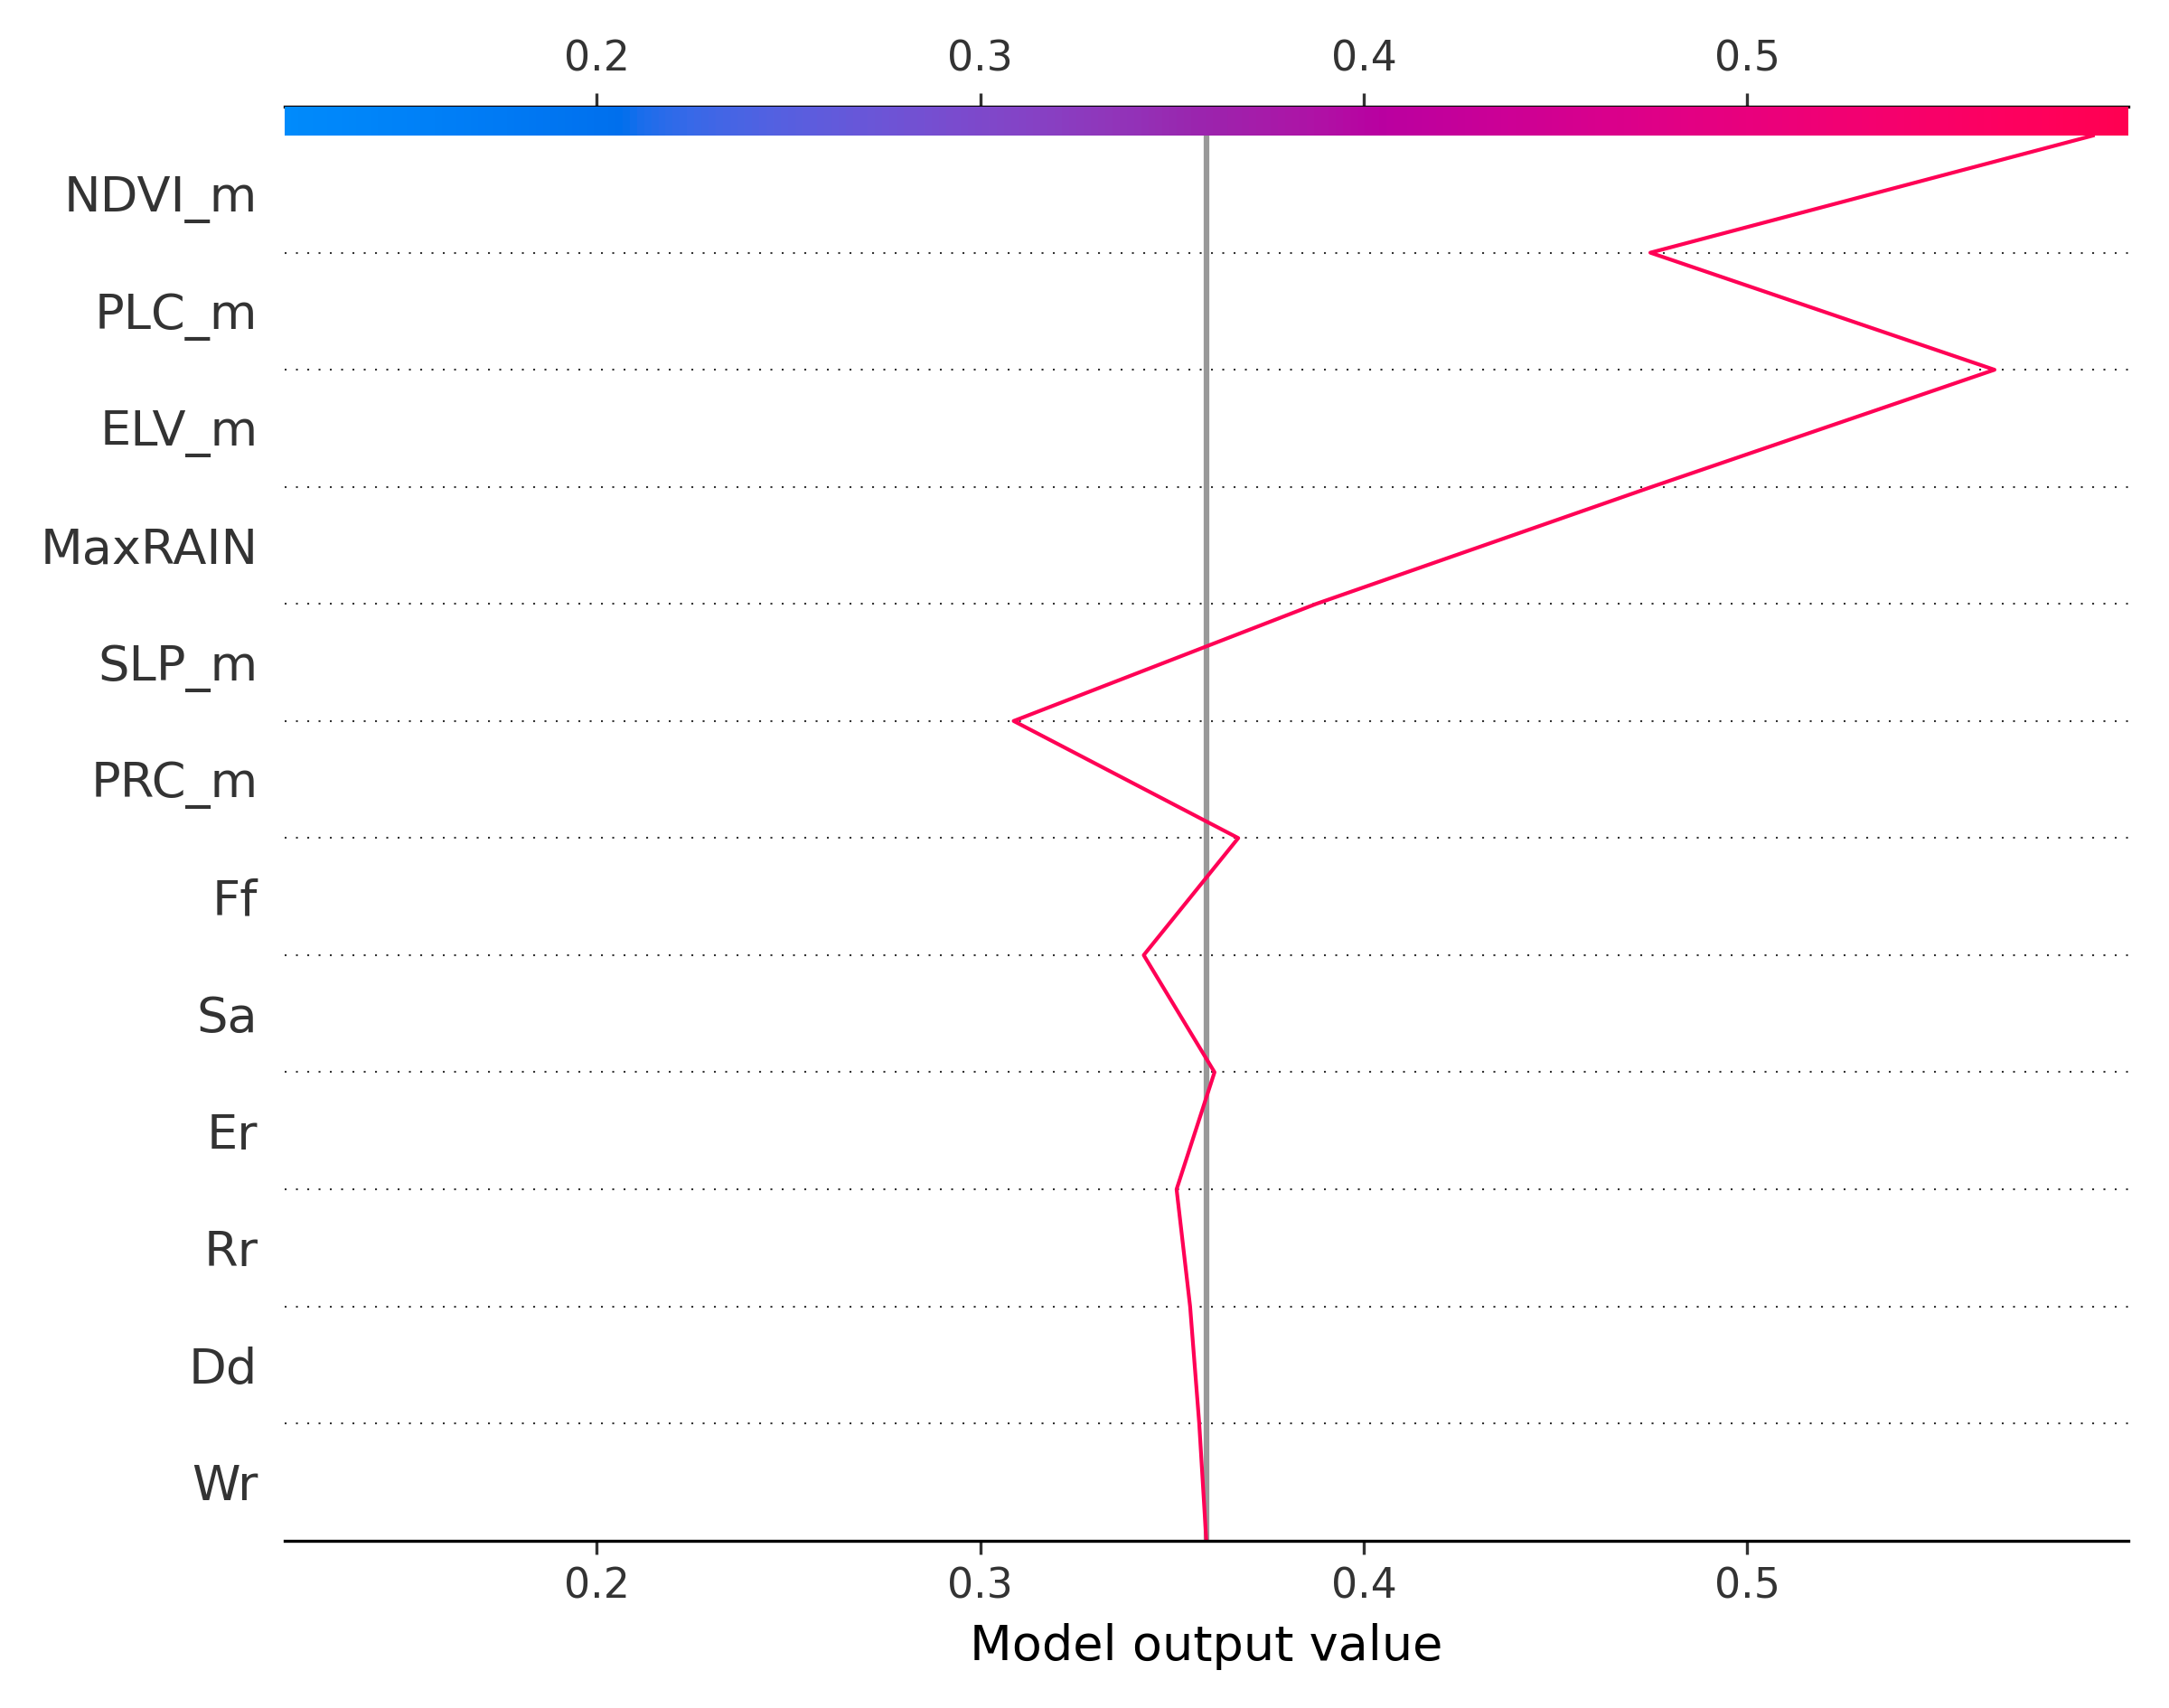 0.2 0.3 0.4 0.5
NDVI_m
PLC_m
ELV_m
MaxRAIN
SLP_m
PRC_m
Ff
Sa
Er
Rr
Dd
Wr
0.2 0.3 0.4 0.5
Model output value